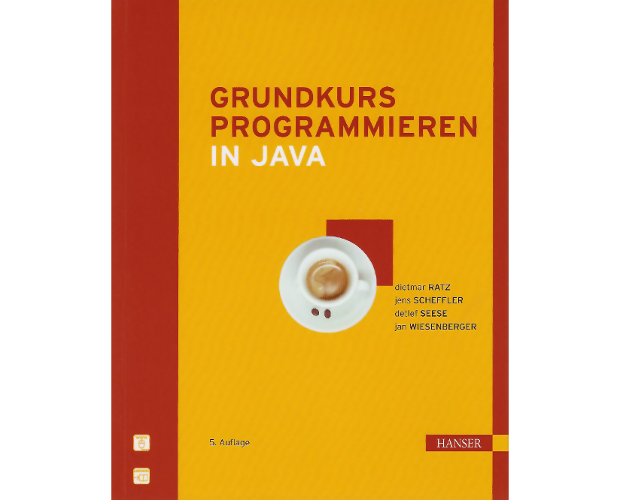 GRUNDKURS
PROGRAMMIEREN
IN JAVA
dietmar RATZ
jens SCHEFFLER
detlef SEESE
jan WIESENBERGER
5. Auflage
HANSER